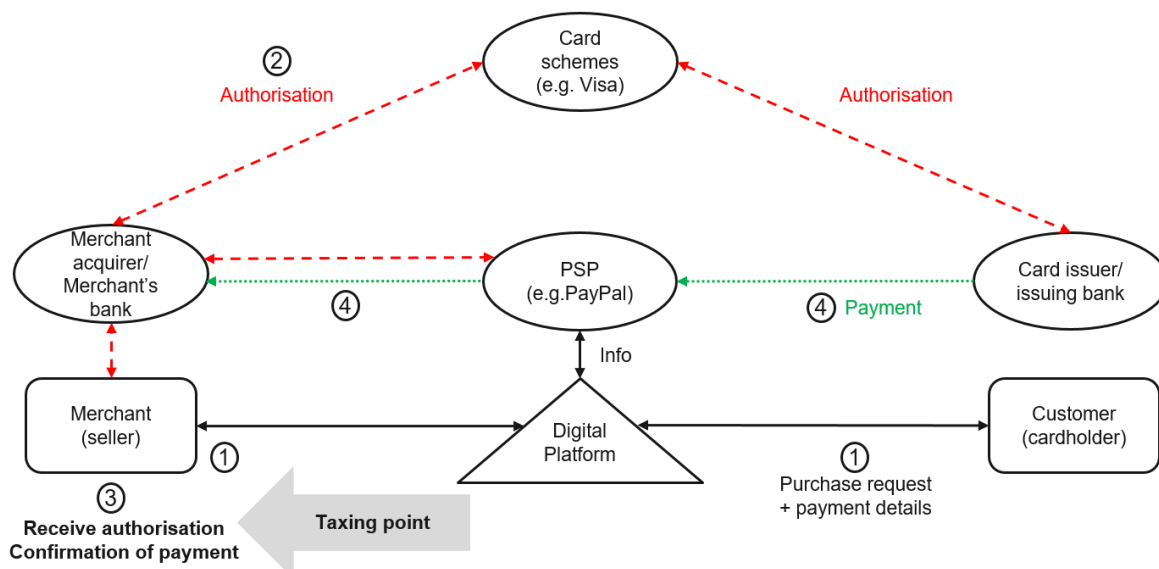 Card
schemes
(e.g. Visa)
2
Authorisation
Authorisation
Merchant
acquirer/
Merchant's
bank
PSP
(e.g.PayPal)
Card issuer/
issuing bank
4
4 Payment
Info
Merchant
(seller)
Digital
Platform
Customer
(cardholder)
1
1
Purchase request
+ payment details
3
Receive authorisation
Confirmation of payment
Taxing point